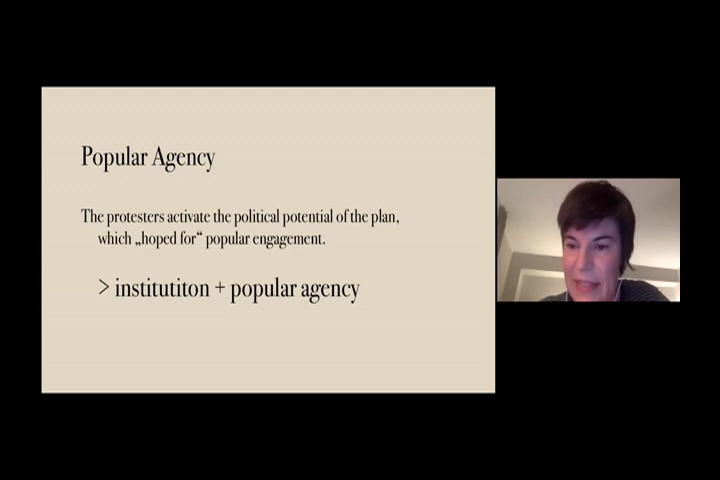 Popular Agency
The protesters activate the political potential of the plan,
which „hoped for“ popular engagement.
> institutiton + popular agency